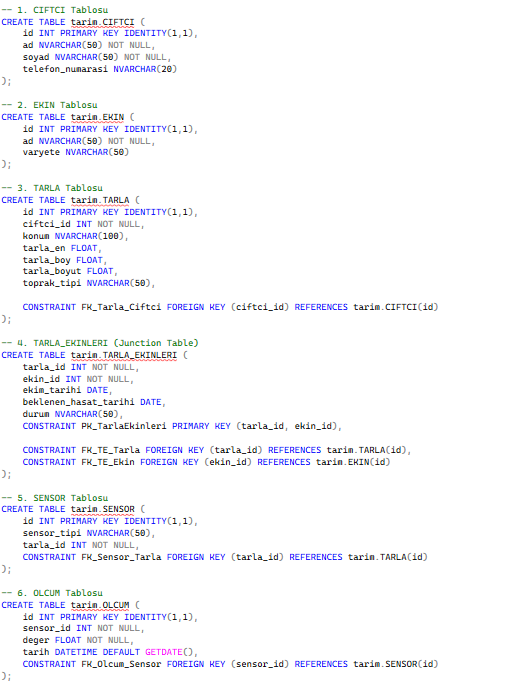 -- 1. CIFTCI Tablosu
CREATE TABLE tarim.CIFTCI (
    id INT PRIMARY KEY IDENTITY(1,1),
    ad NVARCHAR(50) NOT NULL,
    soyad NVARCHAR(50) NOT NULL,
    telefon_numarasi NVARCHAR(20)
);

-- 2. EKIN Tablosu
CREATE TABLE tarim.EKIN (
    id INT PRIMARY KEY IDENTITY(1,1),
    ad NVARCHAR(50) NOT NULL,
    varyete NVARCHAR(50)
);

-- 3. TARLA Tablosu
CREATE TABLE tarim.TARLA (
    id INT PRIMARY KEY IDENTITY(1,1),
    ciftci_id INT NOT NULL,
    konum NVARCHAR(100),
    tarla_en FLOAT,
    tarla_boy FLOAT,
    tarla_boyut FLOAT,
    toprak_tipi NVARCHAR(50),

    CONSTRAINT FK_Tarla_Ciftci FOREIGN KEY (ciftci_id) REFERENCES tarim.CIFTCI(id)
);

-- 4. TARLA_EKINLERI (Junction Table)
CREATE TABLE tarim.TARLA_EKINLERI (
    tarla_id INT NOT NULL,
    ekin_id INT NOT NULL,
    ekim_tarihi DATE,
    beklenen_hasat_tarihi DATE,
    durum NVARCHAR(50),
    CONSTRAINT PK_TarlaEkinleri PRIMARY KEY (tarla_id, ekin_id),

    CONSTRAINT FK_TE_Tarla FOREIGN KEY (tarla_id) REFERENCES tarim.TARLA(id),
    CONSTRAINT FK_TE_Ekin FOREIGN KEY (ekin_id) REFERENCES tarim.EKIN(id)
);

-- 5. SENSOR Tablosu
CREATE TABLE tarim.SENSOR (
    id INT PRIMARY KEY IDENTITY(1,1),
    sensor_tipi NVARCHAR(50),
    tarla_id INT NOT NULL,
    CONSTRAINT FK_Sensor_Tarla FOREIGN KEY (tarla_id) REFERENCES tarim.TARLA(id)
);

-- 6. OLCUM Tablosu
CREATE TABLE tarim.OLCUM (
    id INT PRIMARY KEY IDENTITY(1,1),
    sensor_id INT NOT NULL,
    deger FLOAT NOT NULL,
    tarih DATETIME DEFAULT GETDATE(),
    CONSTRAINT FK_Olcum_Sensor FOREIGN KEY (sensor_id) REFERENCES tarim.SENSOR(id)
);